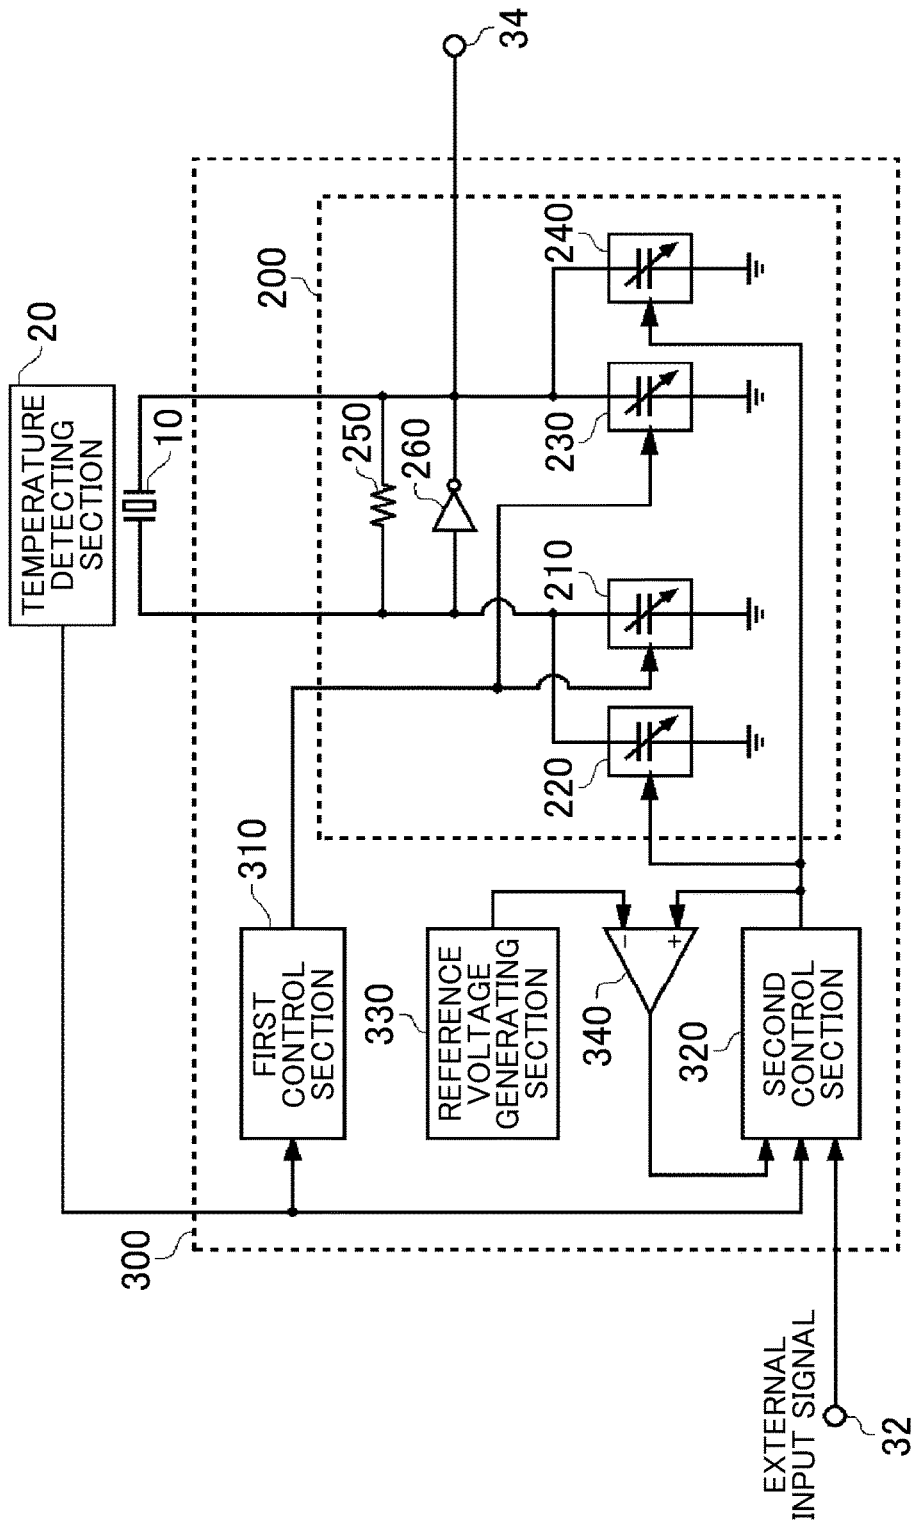 20
TEMPERATURE
DETECTING
SECTION
10
34
300
200
310
FIRST
CONTROL
SECTION
250
260
330
REFERENCE
VOLTAGE
GENERATING
SECTION
220
210
230
240
340
−
+
320
SECOND
CONTROL
SECTION
EXTERNAL
INPUT SIGNAL
32